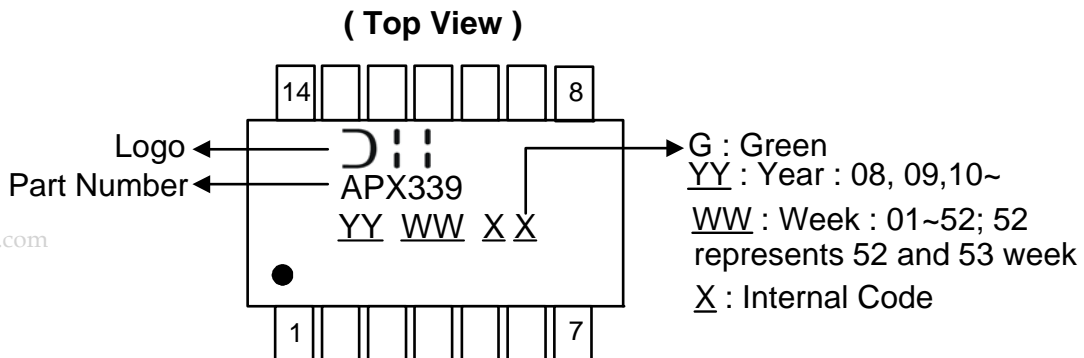 ( Top View )
14 8
Logo
Part Number
APX339
YY WW X X
G : Green
YY : Year : 08, 09,10~
WW : Week : 01~52; 52
represents 52 and 53 week
X : Internal Code
.com
1 7